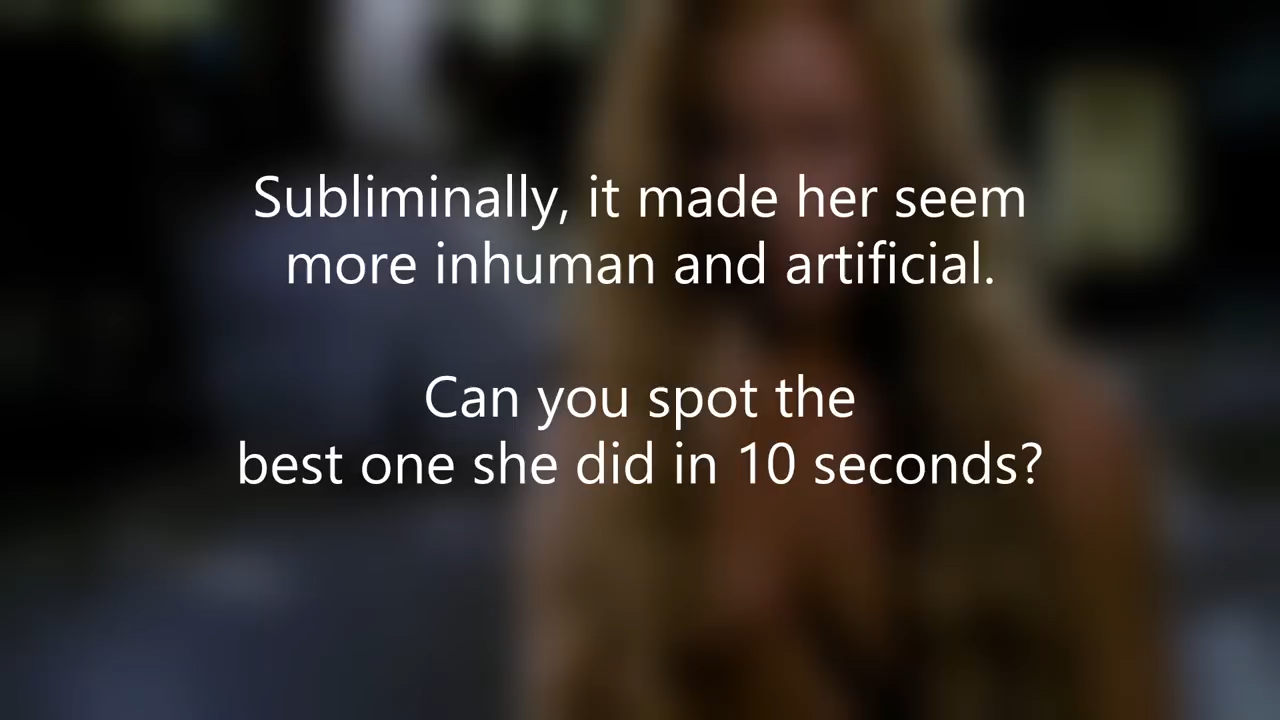 Subliminally, it made her seem
more inhuman and artificial.
Can you spot the
best one she did in 10 seconds?